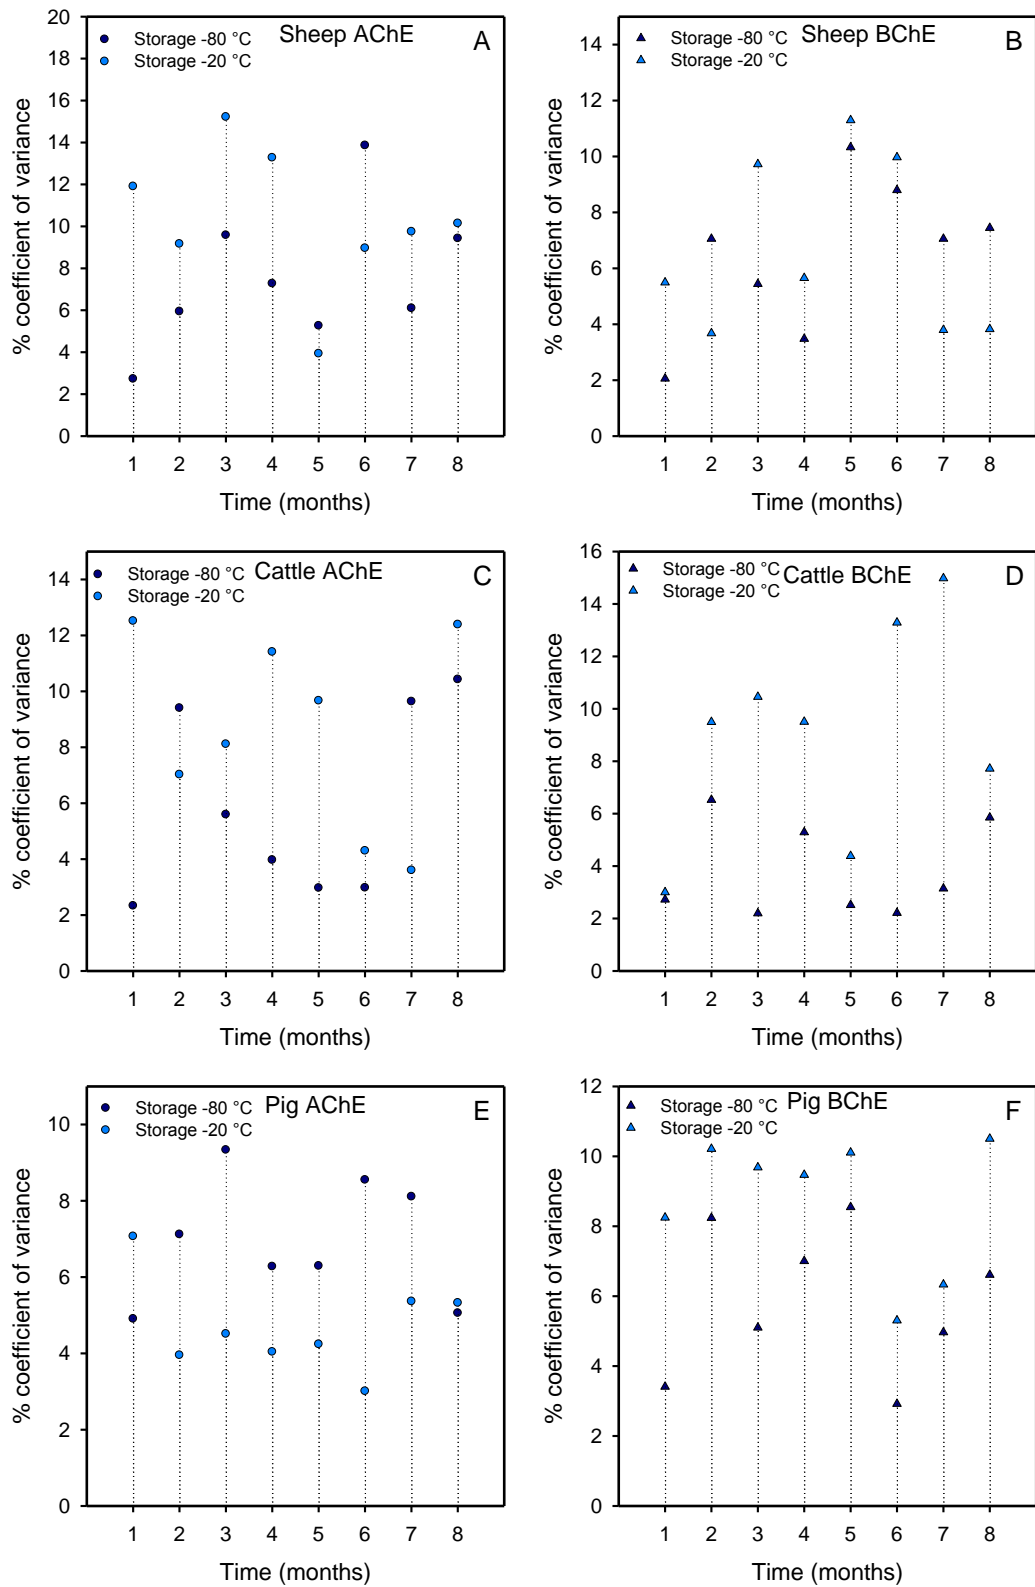 Sheep AChE
A
Storage -80 °C
Storage -20 °C
20
18
16
14
12
10
8
6
4
2
0
% coefficient of variance
1 2 3 4 5 6 7 8
Time (months)
Sheep BChE
B
Storage -80 °C
Storage -20 °C
14
12
10
8
6
4
2
0
% coefficient of variance
1 2 3 4 5 6 7 8
Time (months)
Cattle AChE
C
Storage -80 °C
Storage -20 °C
14
12
10
8
6
4
2
0
% coefficient of variance
1 2 3 4 5 6 7 8
Time (months)
Cattle BChE
D
Storage -80 °C
Storage -20 °C
16
14
12
10
8
6
4
2
0
% coefficient of variance
1 2 3 4 5 6 7 8
Time (months)
Pig AChE
E
Storage -80 °C
Storage -20 °C
10
8
6
4
2
0
% coefficient of variance
1 2 3 4 5 6 7 8
Time (months)
Pig BChE
F
Storage -80 °C
Storage -20 °C
12
10
8
6
4
2
0
% coefficient of variance
1 2 3 4 5 6 7 8
Time (months)